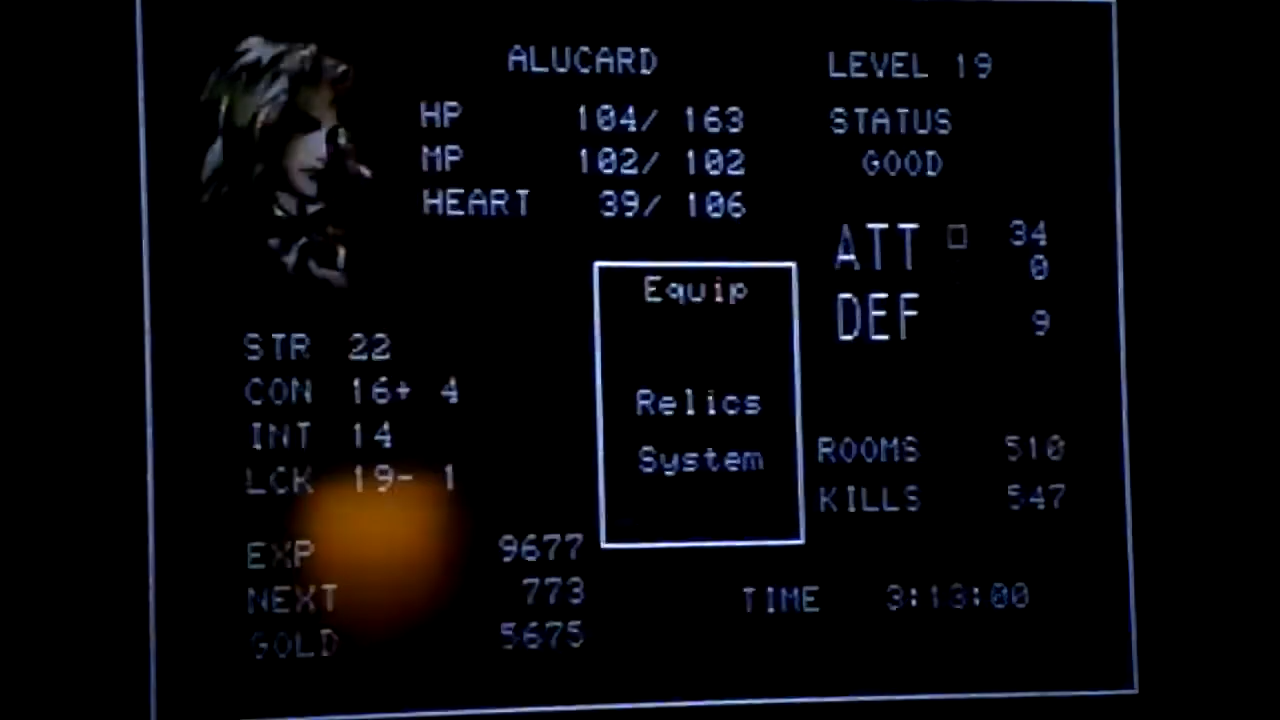 ALUCARD
LEVEL 19
HP 104/ 163
MP 102/ 102
HEART 39/ 106
STATUS
GOOD
ATT 34
0
DEF 9
Equip
Relics
System
STR 22
CON 16+ 4
INT 14
LCK 19- 1
ROOMS 510
KILLS 547
EXP 9677
NEXT 773
GOLD 5675
TIME 3:13:00